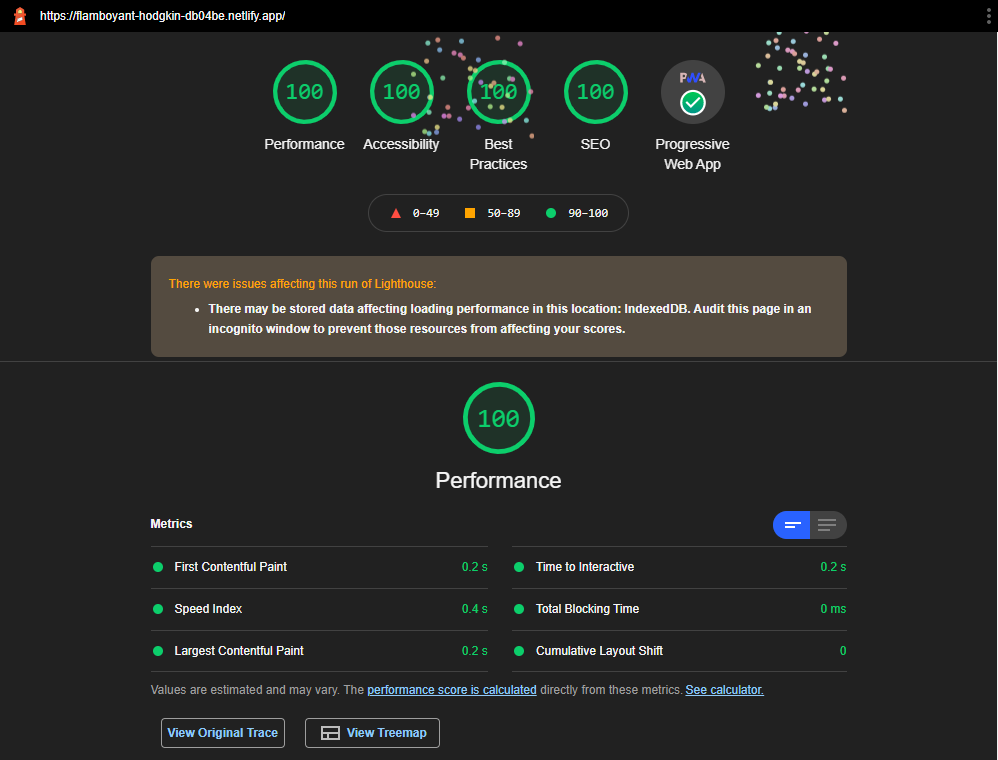 https://flamboyant-hodgkin-db04be.netlify.app/
100 100 100 100 PWA
Performance Accessibility Best Practices SEO Progressive Web App
0–49 50–89 90–100
There were issues affecting this run of Lighthouse:
• There may be stored data affecting loading performance in this location: IndexedDB. Audit this page in an
incognito window to prevent those resources from affecting your scores.
100
Performance
Metrics
First Contentful Paint 0.2 s
Time to Interactive 0.2 s
Speed Index 0.4 s
Total Blocking Time 0 ms
Largest Contentful Paint 0.2 s
Cumulative Layout Shift 0
Values are estimated and may vary. The performance score is calculated directly from these metrics. See calculator.
View Original Trace View Treemap